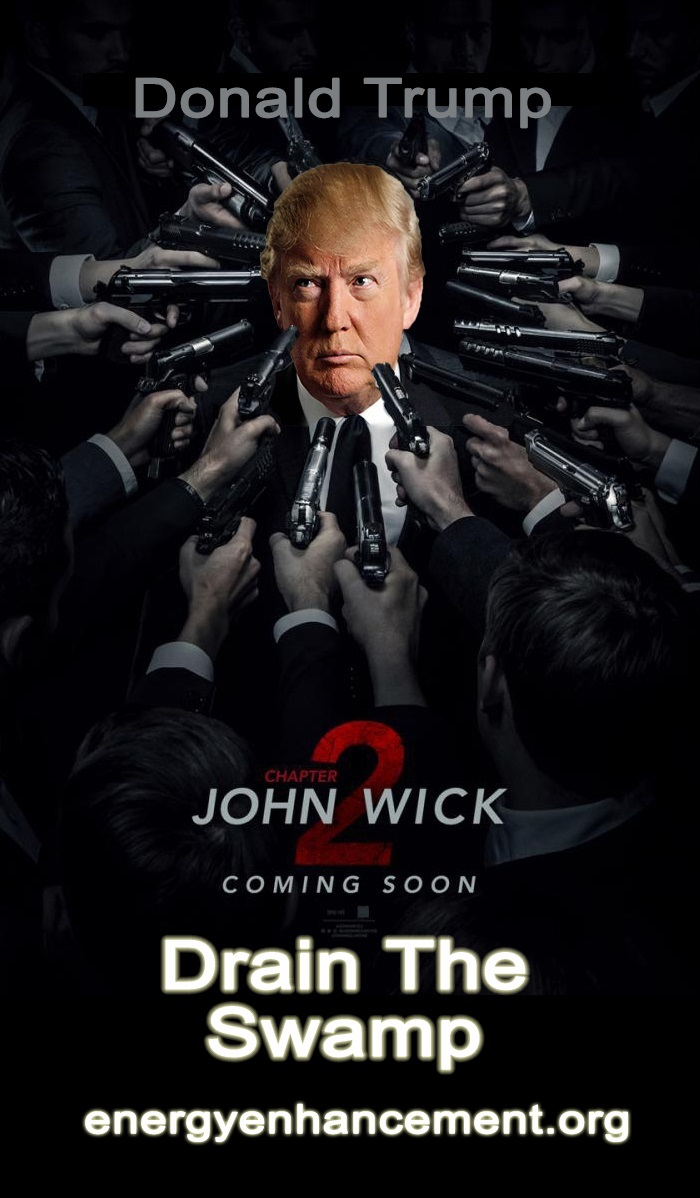 Donald Trump
CHAPTER 2
JOHN WICK
COMING SOON
Drain The
Swamp
energyenhancement.org